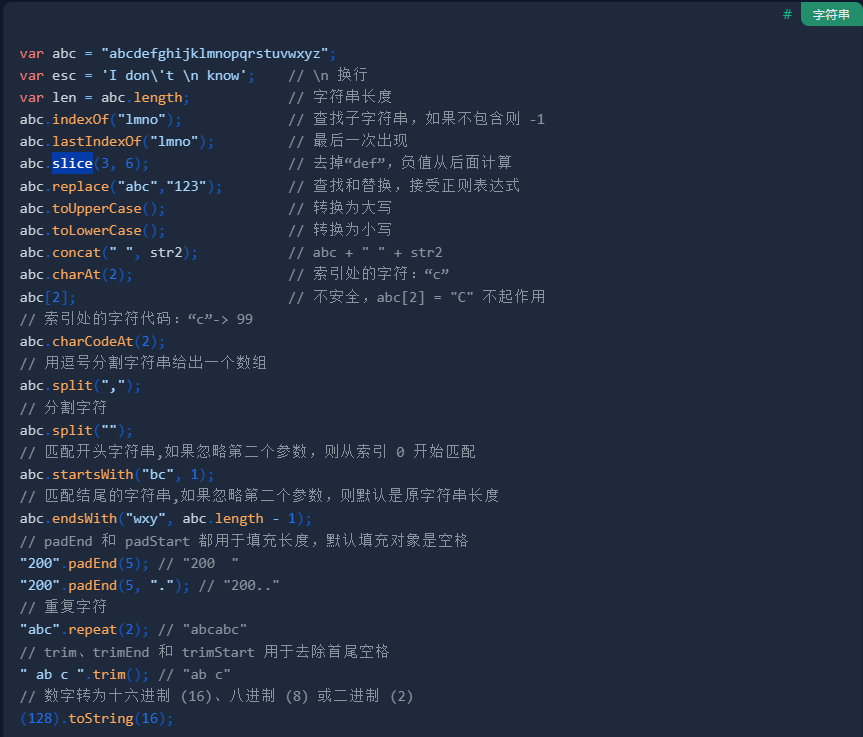 # 字符串
var abc = "abcdefghijklmnopqrstuvwxyz";
var esc = 'I don\'t \n know';    // \n 换行
var len = abc.length;            // 字符串长度
abc.indexOf("lmno");             // 查找子字符串，如果不包含则 -1
abc.lastIndexOf("lmno");         // 最后一次出现
abc.slice(3, 6);                 // 去掉“def”，负值从后面计算
abc.replace("abc","123");        // 查找和替换，接受正则表达式
abc.toUpperCase();               // 转换为大写
abc.toLowerCase();               // 转换为小写
abc.concat(" ", str2);           // abc + " " + str2
abc.charAt(2);                   // 索引处的字符：“c”
abc[2];                          // 不安全，abc[2] = "C" 不起作用
// 索引处的字符代码：“c”-> 99
abc.charCodeAt(2);
// 用逗号分割字符串给出一个数组
abc.split(",");
// 分割字符
abc.split("");
// 匹配开头字符串,如果忽略第二个参数，则从索引 0 开始匹配
abc.startsWith("bc", 1);
// 匹配结尾的字符串,如果忽略第二个参数，则默认是原字符串长度
abc.endsWith("wxy", abc.length - 1);
// padEnd 和 padStart 都用于填充长度，默认填充对象是空格
"200".padEnd(5); // "200  "
"200".padEnd(5, "."); // "200.."
// 重复字符
"abc".repeat(2); // "abcabc"
// trim、trimEnd 和 trimStart 用于去除首尾空格
" ab c ".trim(); // "ab c"
// 数字转为十六进制 (16)、八进制 (8) 或二进制 (2)
(128).toString(16);